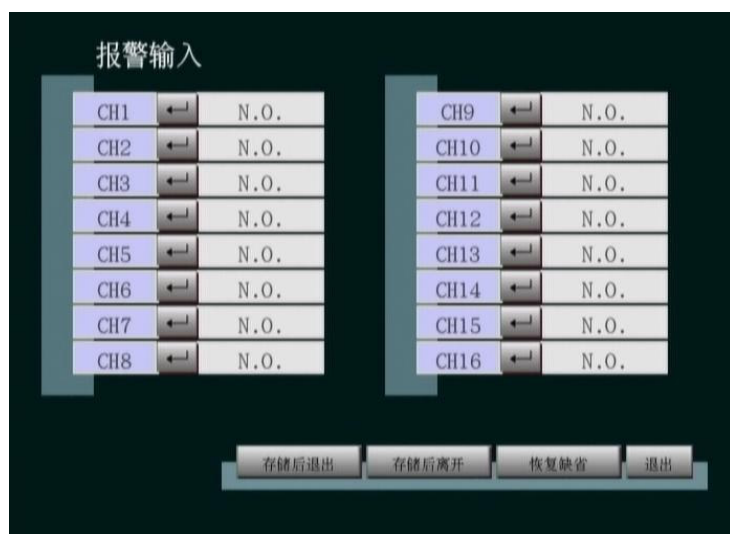 报警输入
CH1 N.O.
CH2 N.O.
CH3 N.O.
CH4 N.O.
CH5 N.O.
CH6 N.O.
CH7 N.O.
CH8 N.O.
CH9 N.O.
CH10 N.O.
CH11 N.O.
CH12 N.O.
CH13 N.O.
CH14 N.O.
CH15 N.O.
CH16 N.O.
存储后退出 存储后离开 恢复缺省 退出